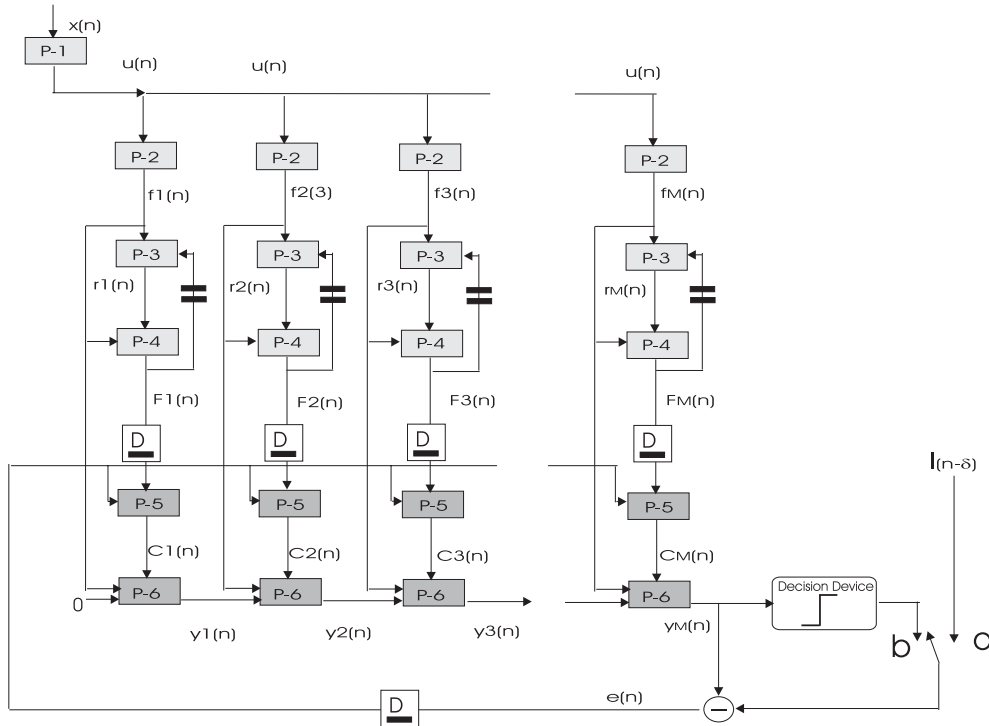 x(n)
P-1
u(n) u(n) u(n)
P-2 P-2 P-2 P-2
f1(n) f2(3) f3(n) fM(n)
P-3 P-3 P-3 P-3
r1(n) r2(n) r3(n) rM(n)
P-4 P-4 P-4 P-4
F1(n) F2(n) F3(n) FM(n)
D D D D
I(n-δ)
P-5 P-5 P-5 P-5
C1(n) C2(n) C3(n) CM(n)
P-6 P-6 P-6 P-6
Decision Device
0
y1(n) y2(n) y3(n) yM(n)
b a
e(n)
D